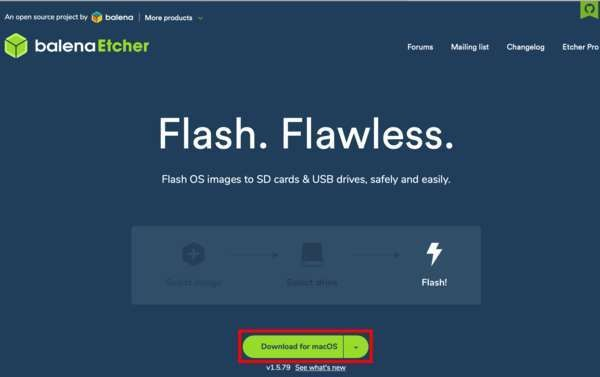 An open source project by balena More products
balenaEtcher
Forums Mailing list Changelog Etcher Pro
Flash. Flawless.
Flash OS images to SD cards & USB drives, safely and easily.
Select image Select drive Flash!
Download for macOS
v1.5.79 See what's new